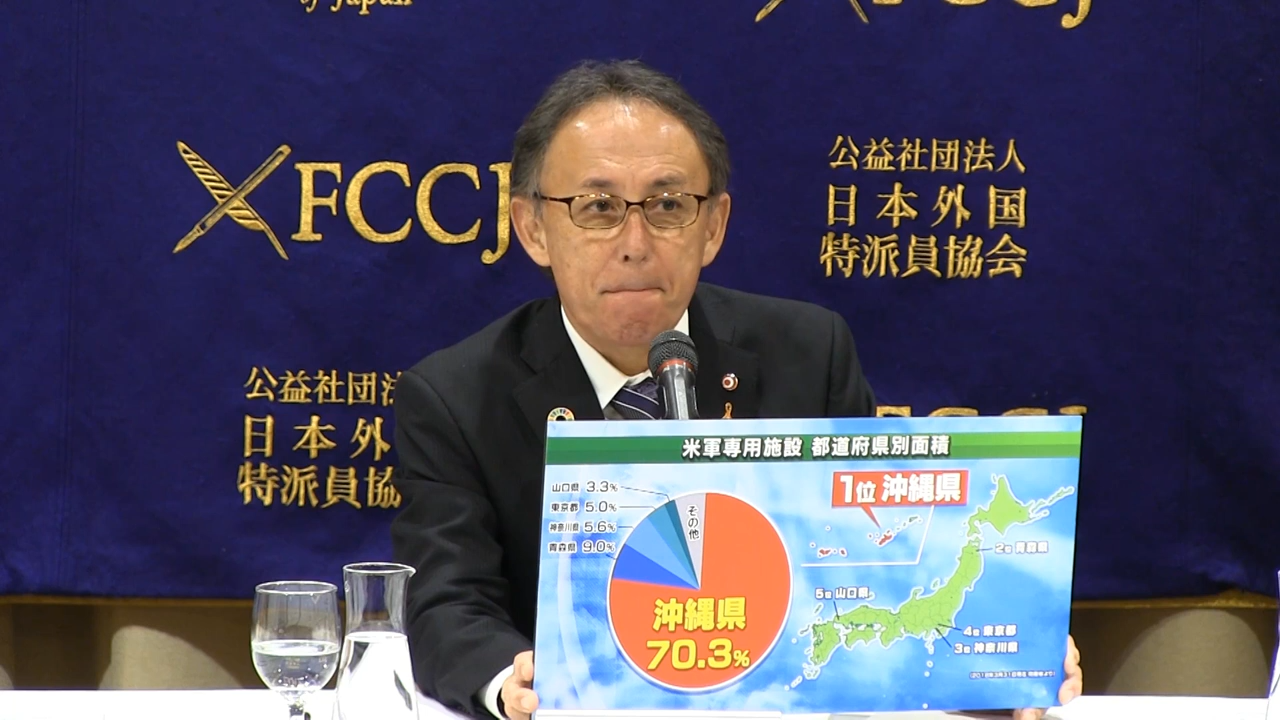 of Japan
FCCJ
公益社団法人
日本外国
特派員協会
公益社団法
日本外
特派員協
米軍専用施設 都道府県別面積
山口県 3.3%
東京都 5.0%
神奈川県 5.6%
青森県 9.0%
その他
沖縄県
70.3%
1位 沖縄県
2位 青森県
5位 山口県
4位 東京都
3位 神奈川県